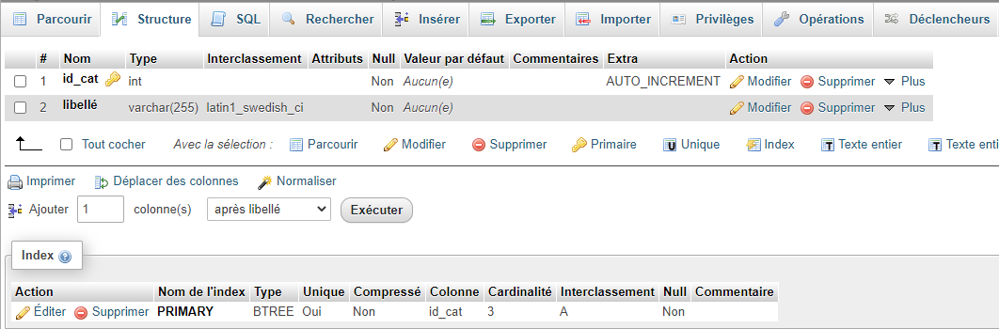 Parcourir Structure SQL Rechercher Insérer Exporter Importer Privilèges Opérations Déclencheurs
# Nom Type Interclassement Attributs Null Valeur par défaut Commentaires Extra Action
1 id_cat int Non Aucun(e) AUTO_INCREMENT Modifier Supprimer Plus
2 libellé varchar(255) latin1_swedish_ci Non Aucun(e) Modifier Supprimer Plus
Tout cocher Avec la sélection : Parcourir Modifier Supprimer Primaire Unique Index Texte entier Texte enti
Imprimer Déplacer des colonnes Normaliser
Ajouter 1 colonne(s) après libellé Exécuter
Index
Action Nom de l'index Type Unique Compressé Colonne Cardinalité Interclassement Null Commentaire
Éditer Supprimer PRIMARY BTREE Oui Non id_cat 3 A Non